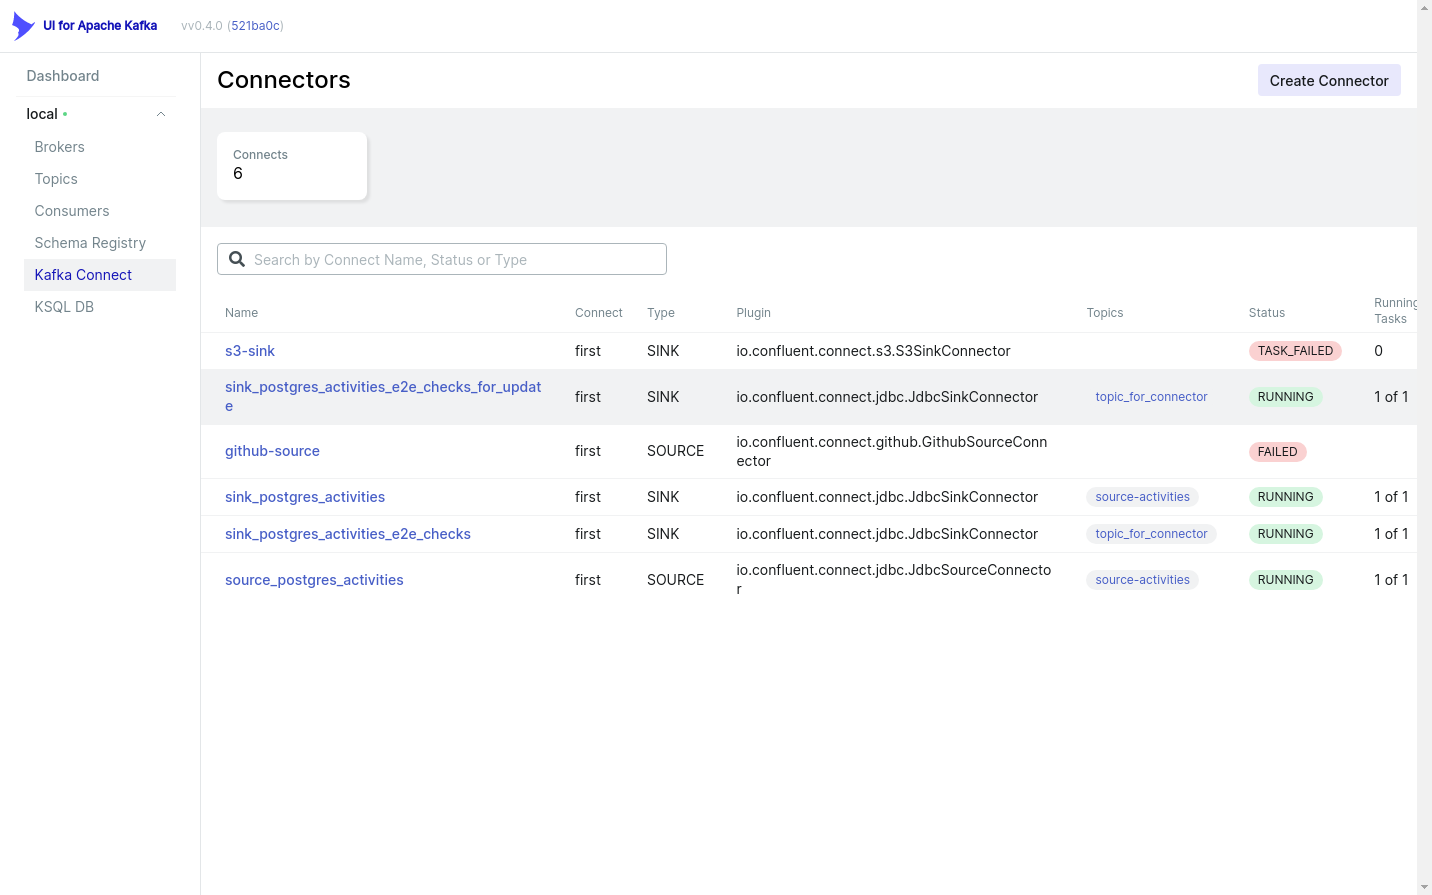 UI for Apache Kafka vv0.4.0 (521ba0c)
Dashboard
local
Brokers
Topics
Consumers
Schema Registry
Kafka Connect
KSQL DB
Connectors
Create Connector
Connects
6
Search by Connect Name, Status or Type
Name Connect Type Plugin Topics Status Running
Tasks
s3-sink first SINK io.confluent.connect.s3.S3SinkConnector TASK_FAILED 0
sink_postgres_activities_e2e_checks_for_updat
e first SINK io.confluent.connect.jdbc.JdbcSinkConnector topic_for_connector RUNNING 1 of 1
github-source first SOURCE io.confluent.connect.github.GithubSourceConn
ector FAILED
sink_postgres_activities first SINK io.confluent.connect.jdbc.JdbcSinkConnector source-activities RUNNING 1 of 1
sink_postgres_activities_e2e_checks first SINK io.confluent.connect.jdbc.JdbcSinkConnector topic_for_connector RUNNING 1 of 1
source_postgres_activities first SOURCE io.confluent.connect.jdbc.JdbcSourceConnecto
r source-activities RUNNING 1 of 1